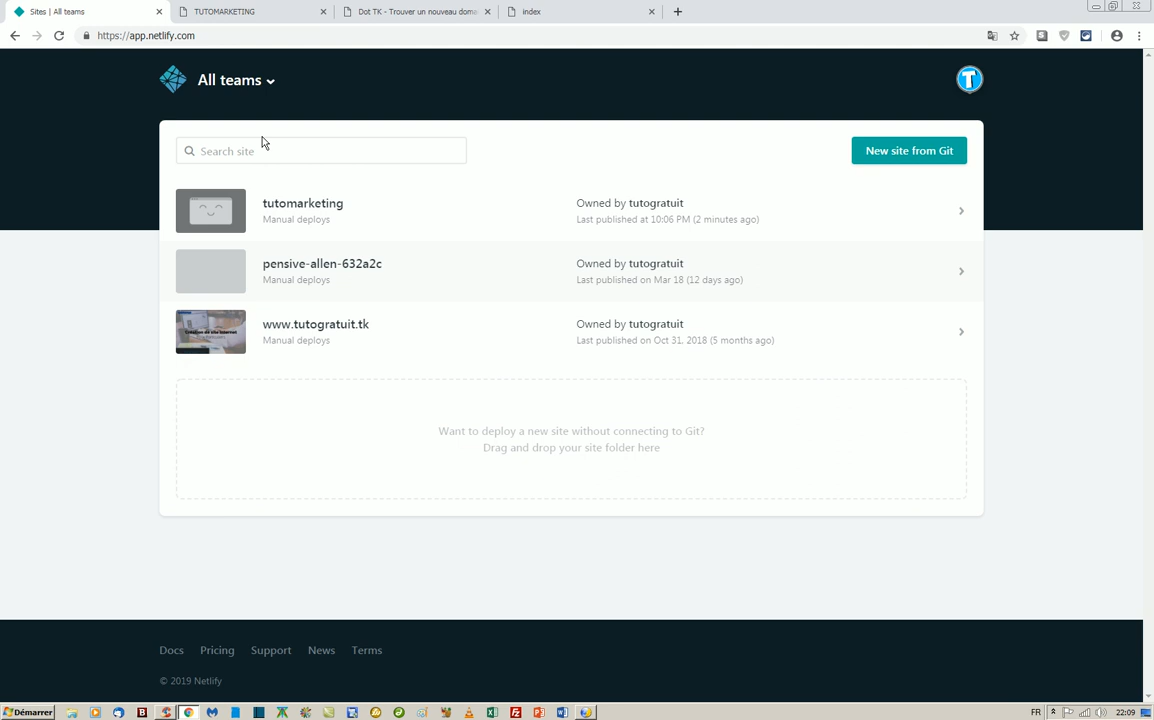 Sites | All teams
TUTOMARKETING
Dot TK - Trouver un nouveau dom
index
https://app.netlify.com
All teams
T
Search site
New site from Git
tutomarketing
Manual deploys
Owned by tutogratuit
Last published at 10:06 PM (2 minutes ago)
pensive-allen-632a2c
Manual deploys
Owned by tutogratuit
Last published on Mar 18 (12 days ago)
www.tutogratuit.tk
Manual deploys
Owned by tutogratuit
Last published on Oct 31, 2018 (5 months ago)
Want to deploy a new site without connecting to Git?
Drag and drop your site folder here
Docs
Pricing
Support
News
Terms
© 2019 Netlify
Démarrer
FR
22:09